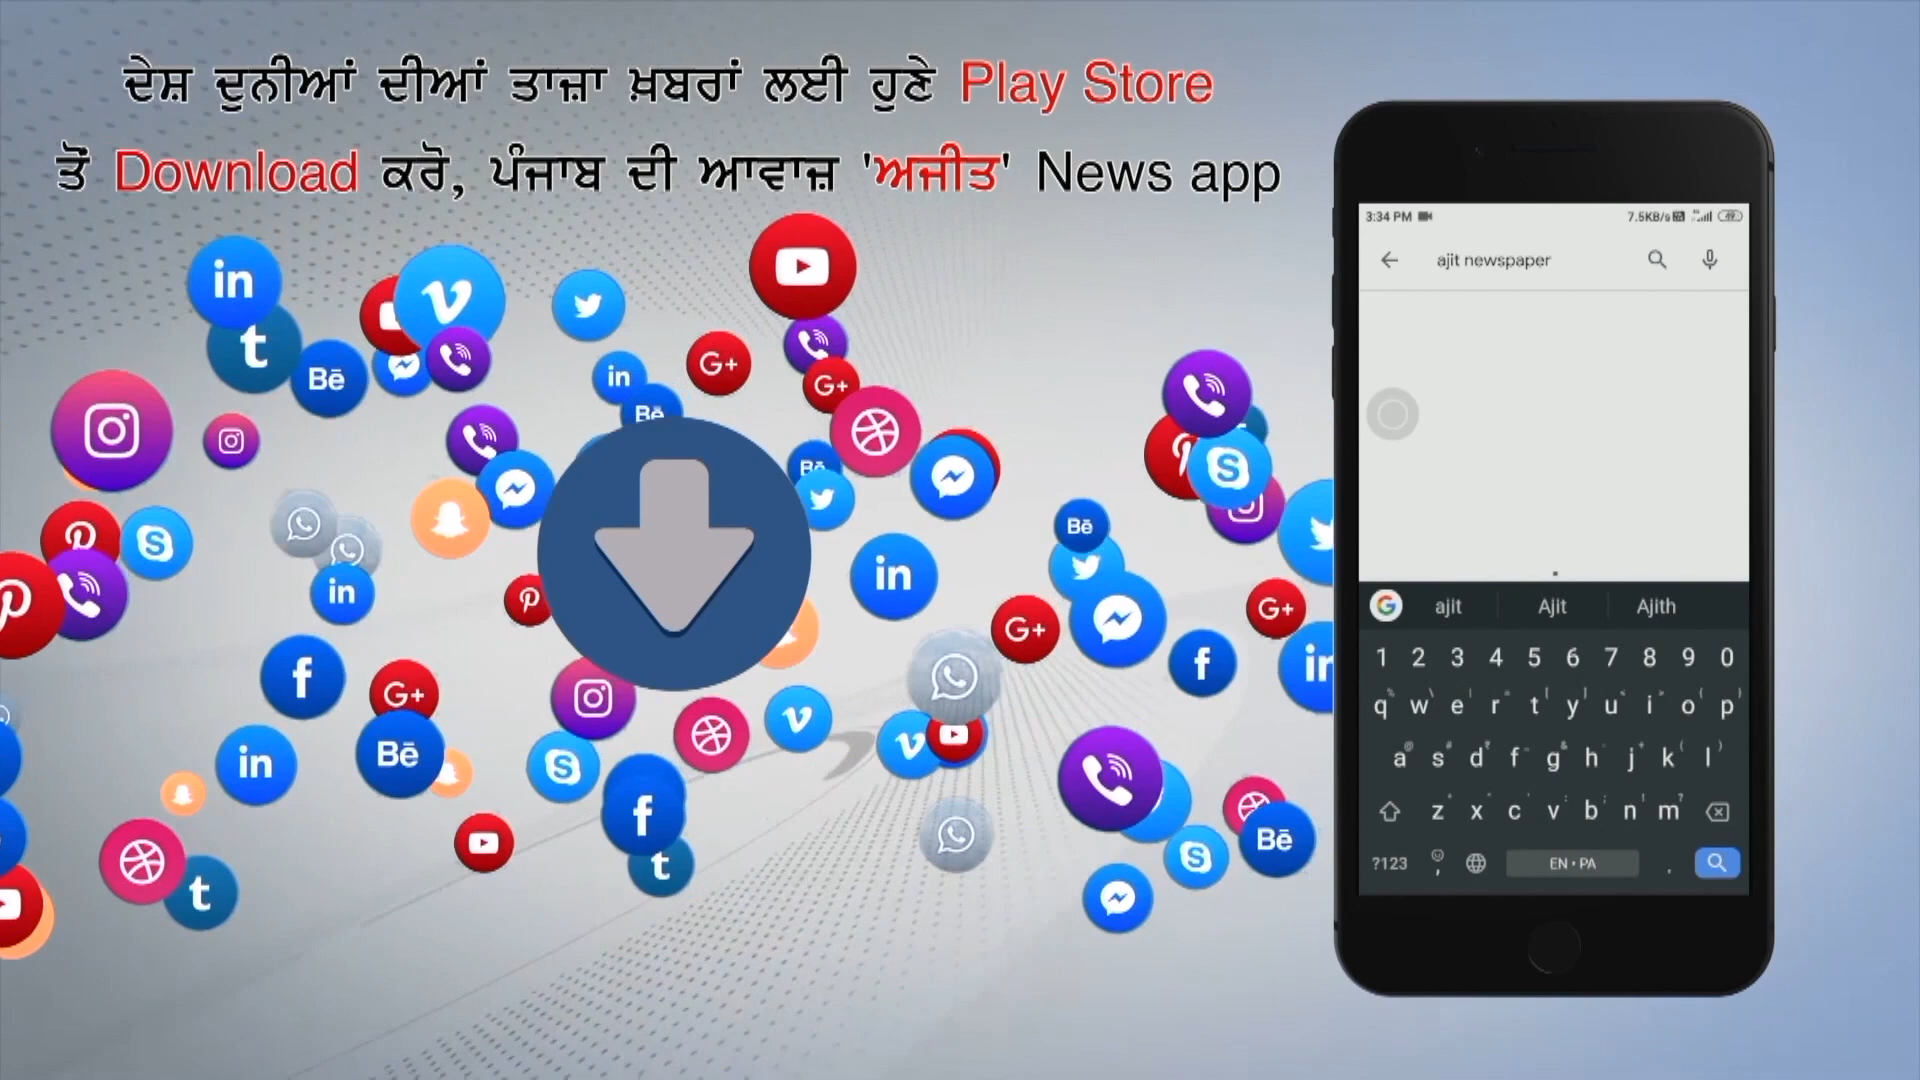 ਦੇਸ਼ ਦੁਨੀਆਂ ਦੀਆਂ ਤਾਜ਼ਾ ਖ਼ਬਰਾਂ ਲਈ ਹੁਣੇ Play Store
ਤੋਂ Download ਕਰੋ, ਪੰਜਾਬ ਦੀ ਆਵਾਜ਼ 'ਅਜੀਤ' News app
3:34 PM 7.5KB/s 49
ajit newspaper
ajit Ajit Ajith
1 2 3 4 5 6 7 8 9 0
q w e r t y u i o p
a s d f g h j k l
z x c v b n m
?123 , EN • PA .